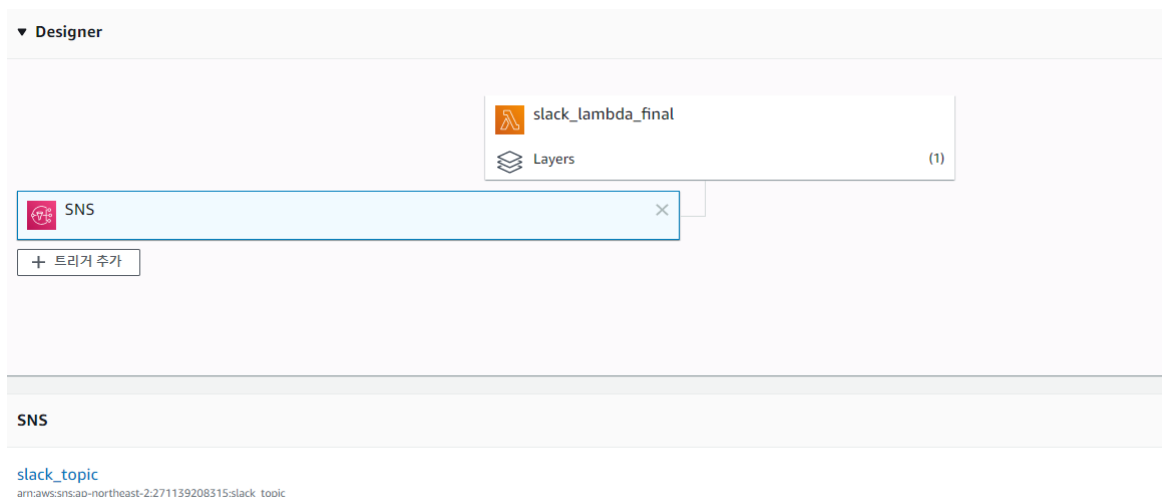 ▼ Designer
slack_lambda_final
Layers (1)
SNS ×
+ 트리거 추가
SNS
slack_topic
arn:aws:sns:ap-northeast-2:271139208315:slack_topic